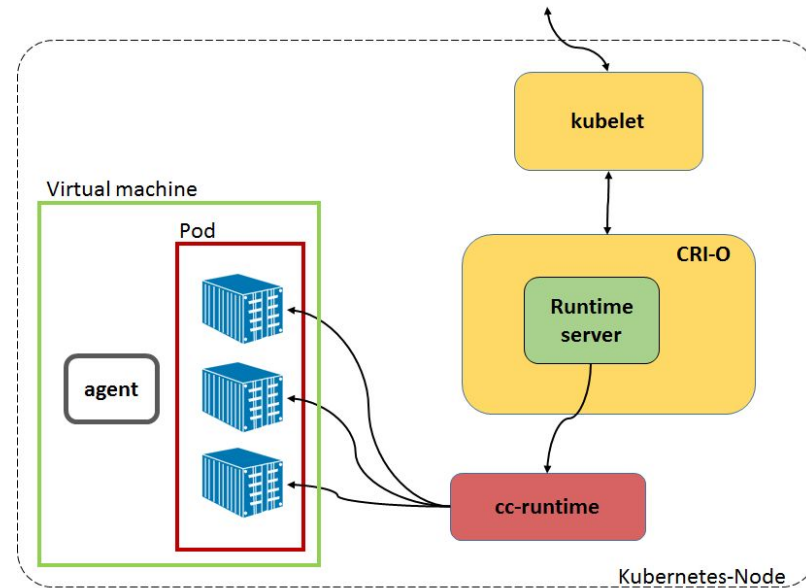 kubelet
Virtual machine
Pod
CRI-O
Runtime
server
agent
cc-runtime
Kubernetes-Node